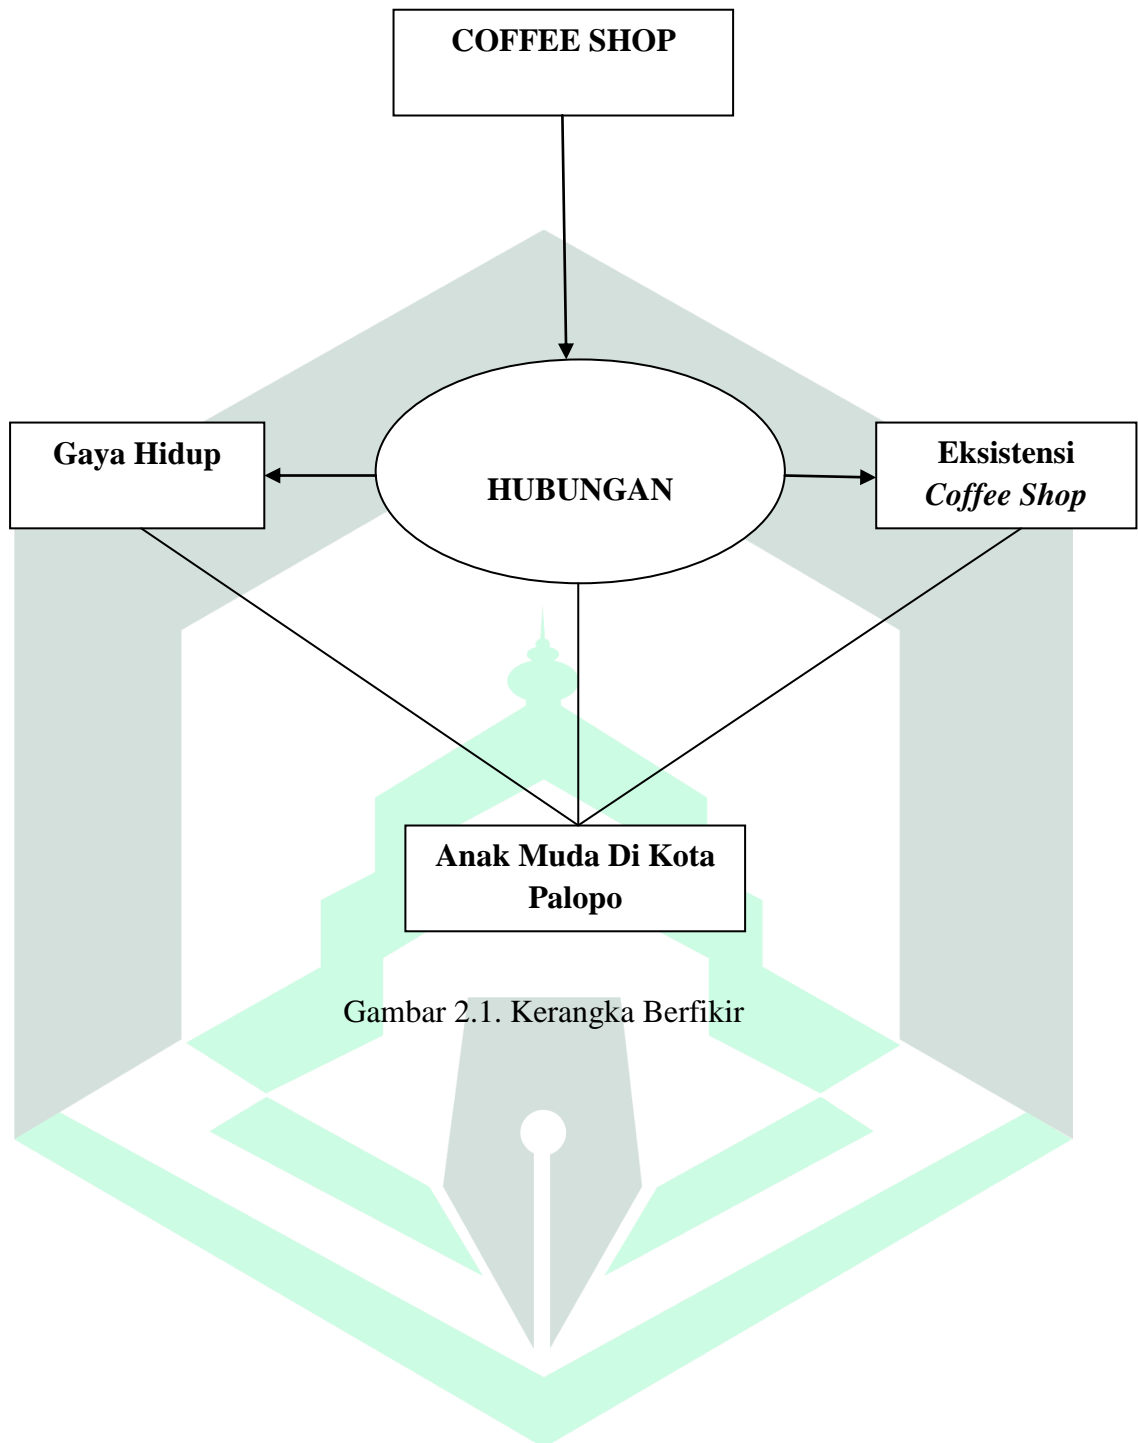 COFFEE SHOP
Gaya Hidup
HUBUNGAN
Eksistensi
Coffee Shop
Anak Muda Di Kota
Palopo
Gambar 2.1. Kerangka Berfikir